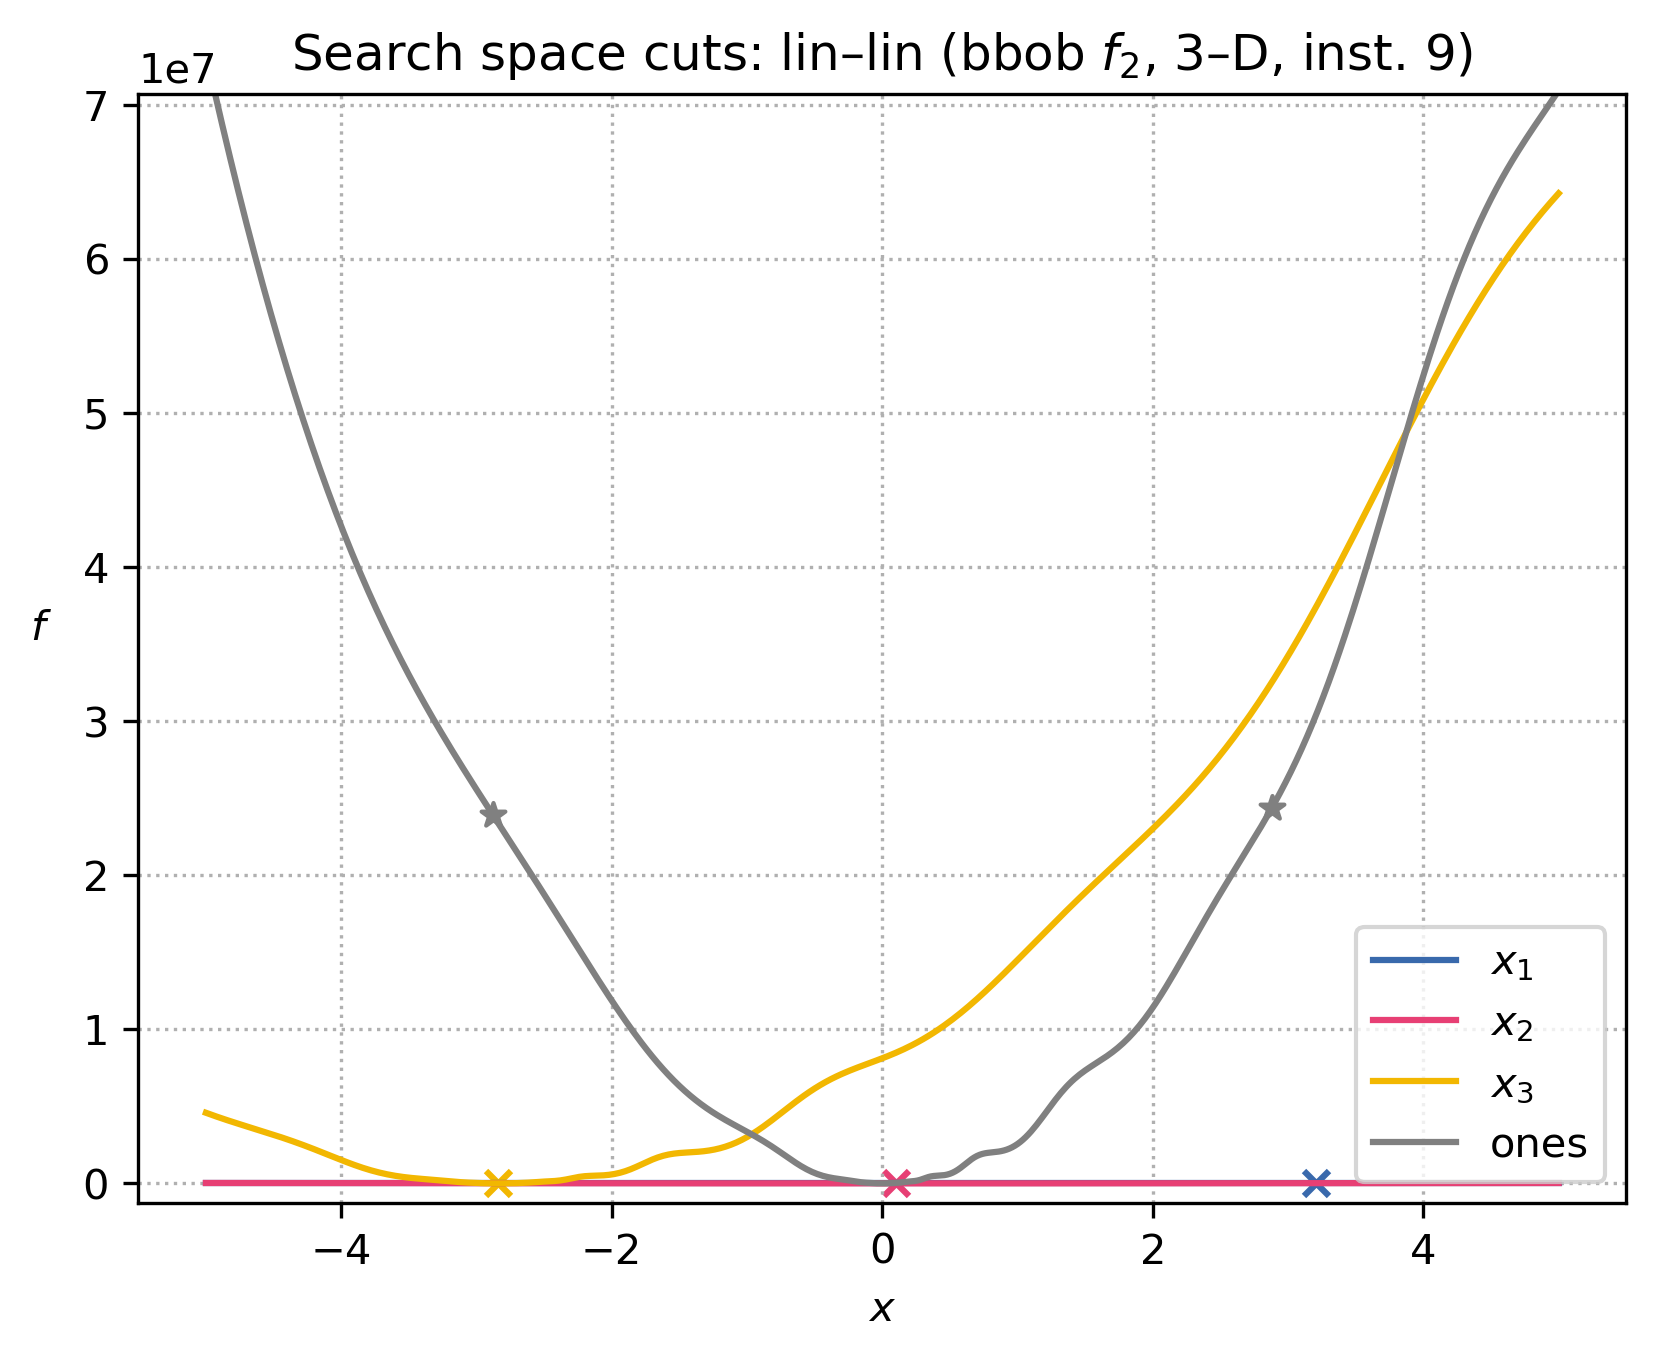 Search space cuts: lin–lin (bbob f₂, 3–D, inst. 9)
1e7
7
6
5
4
3
2
1
0
f
−4
−2
0
2
4
x
x₁
x₂
x₃
ones